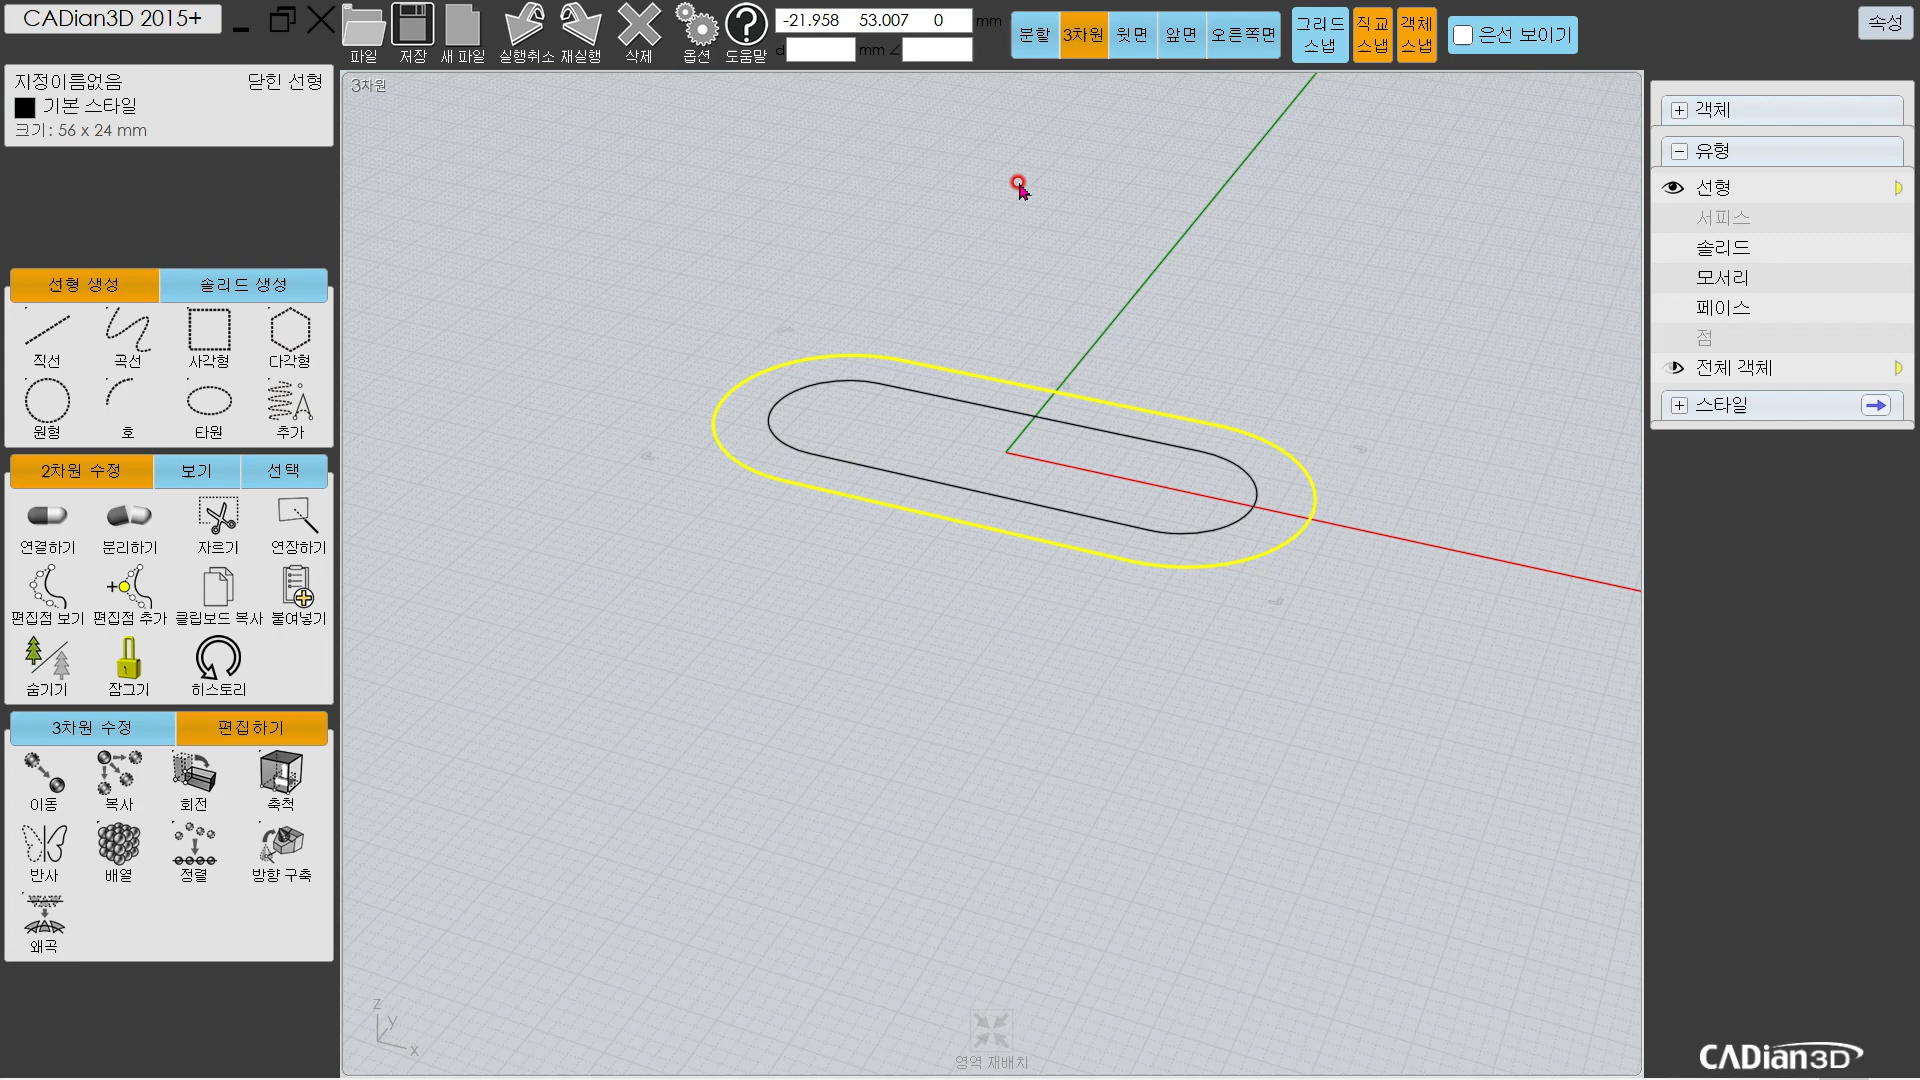 CADian3D 2015+
파일
저장
새 파일
실행취소
재실행
삭제
옵션
도움말
-21.958 53.007 0 mm
d mm ∠
분할
3차원
윗면
앞면
오른쪽면
그리드
스냅
직교
스냅
객체
스냅
은선 보이기
속성
지정이름없음 닫힌 선형
기본 스타일
크기: 56 x 24 mm
3차원
선형 생성 솔리드 생성
직선 곡선 사각형 다각형
원형 호 타원 추가
2차원 수정 보기 선택
연결하기 분리하기 자르기 연장하기
편집점 보기 편집점 추가 클립보드 복사 붙여넣기
숨기기 잠그기 히스토리
3차원 수정 편집하기
이동 복사 회전 축척
반사 배열 정렬 방향 구축
왜곡
객체
유형
선형
서피스
솔리드
모서리
페이스
점
전체 객체
스타일
z
y
x
영역 재배치
CADian3D